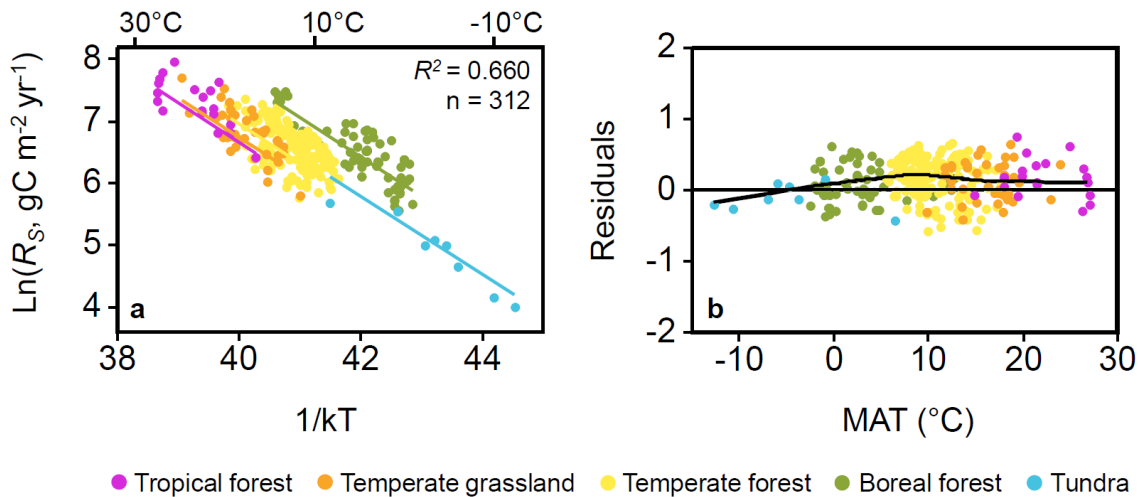 30°C 10°C -10°C
R² = 0.660
n = 312
8
7
6
5
4
Ln(R_S, gC m⁻² yr⁻¹)
a
38 40 42 44
1/kT
2
1
0
-1
-2
Residuals
b
-10 0 10 20 30
MAT (°C)
Tropical forest Temperate grassland Temperate forest Boreal forest Tundra